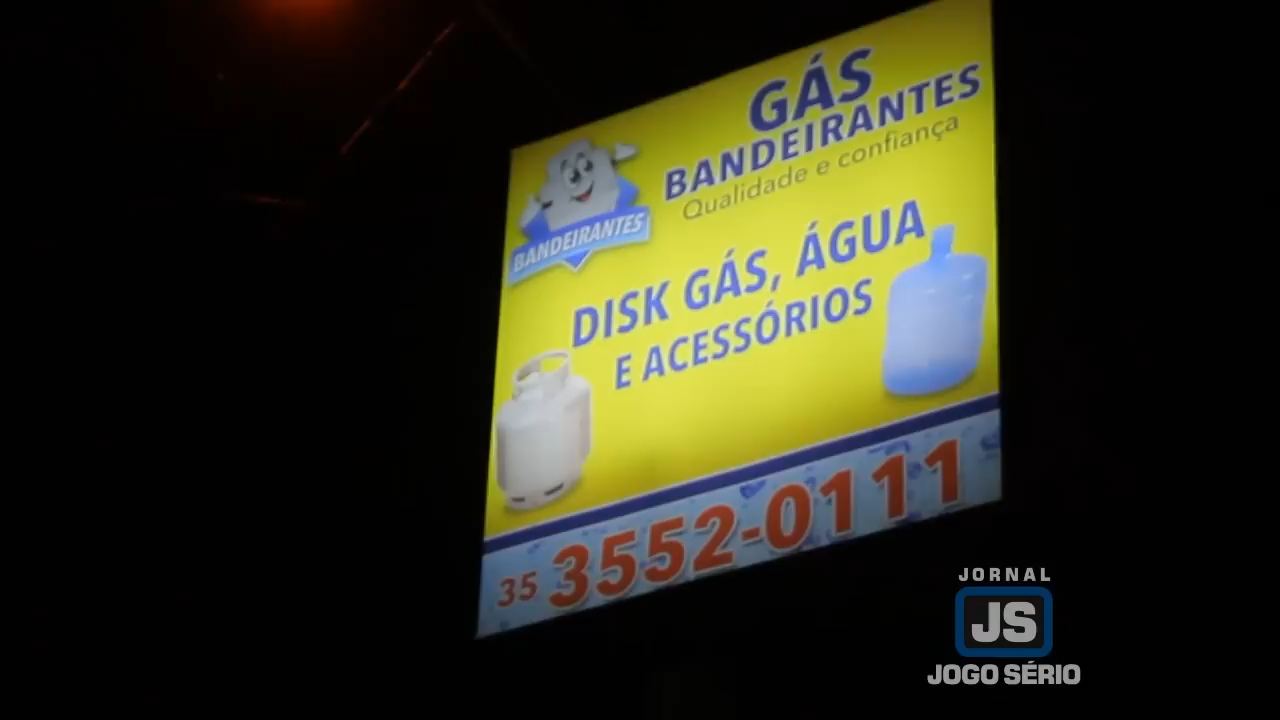 GÁS
BANDEIRANTES
Qualidade e confiança
BANDEIRANTES
DISK GÁS, ÁGUA
E ACESSÓRIOS
35 3552-0111
JORNAL
JS
JOGO SÉRIO